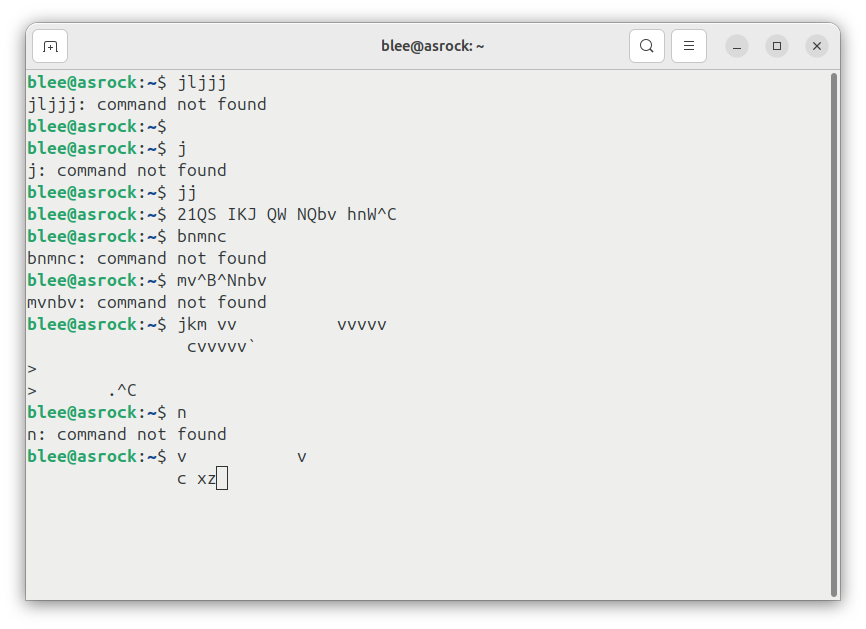 blee@asrock: ~
blee@asrock:~$ jljjj
jljjj: command not found
blee@asrock:~$
blee@asrock:~$ j
j: command not found
blee@asrock:~$ jj
blee@asrock:~$ 21QS IKJ QW NQbv hnW^C
blee@asrock:~$ bnmnc
bnmnc: command not found
blee@asrock:~$ mv^B^Nnbv
mvnbv: command not found
blee@asrock:~$ jkm vv          vvvvv
                cvvvvv`
>
>       .^C
blee@asrock:~$ n
n: command not found
blee@asrock:~$ v           v
               c xz